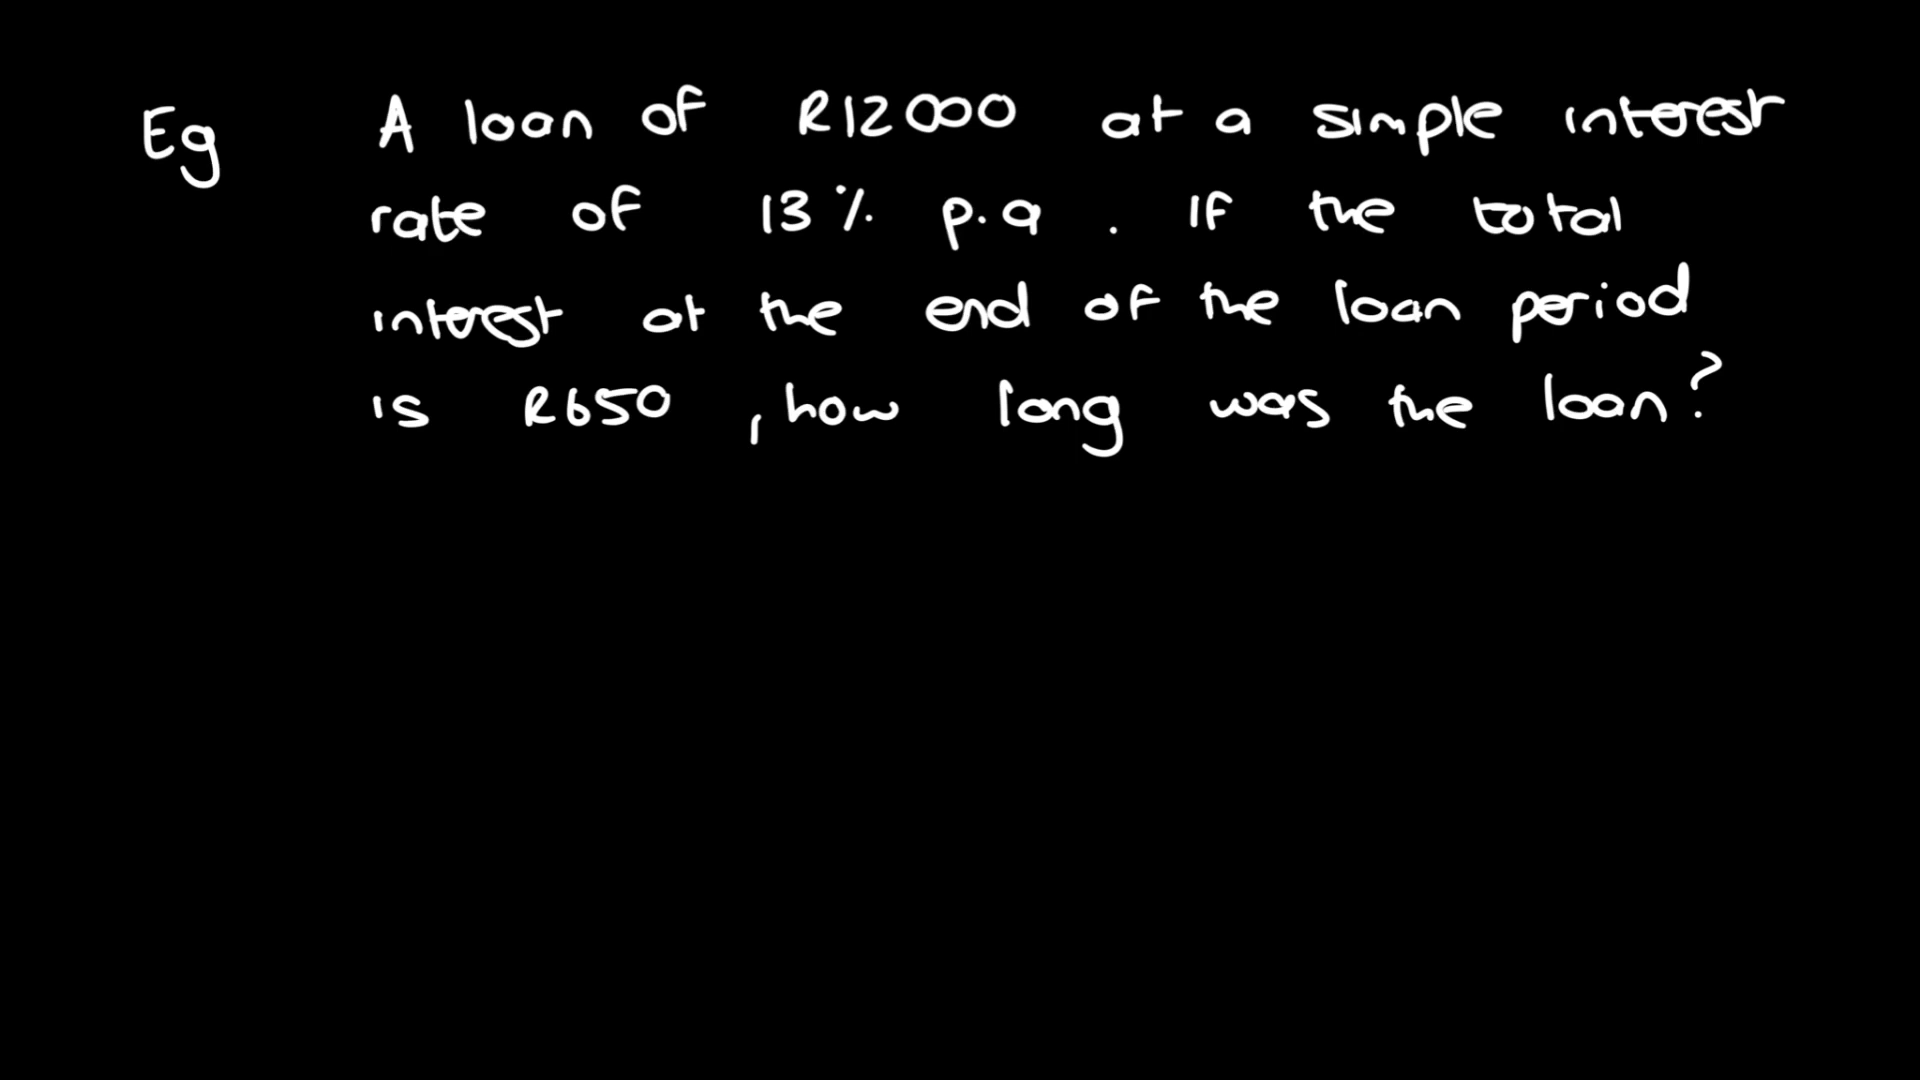 Eg A loan of R12000 at a simple interest
rate of 13% p.a. If the total
interest at the end of the loan period
is R650, how long was the loan?